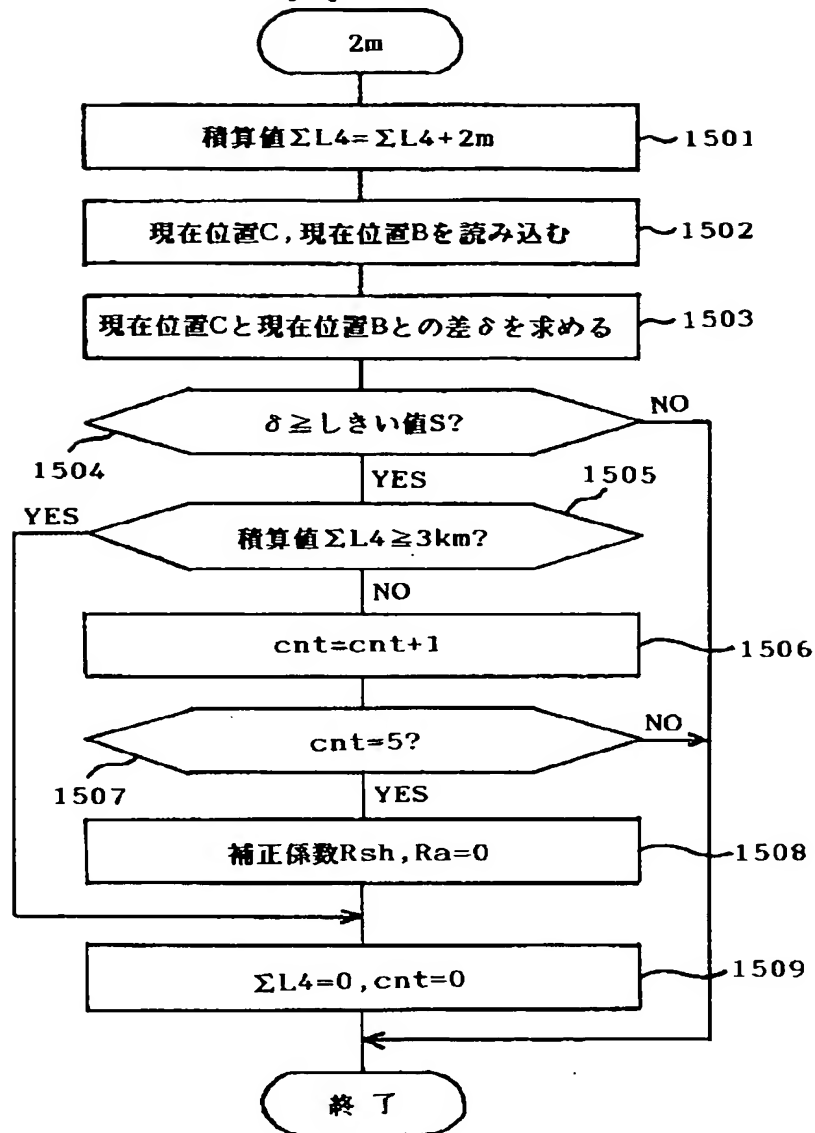 2m
積算値ΣL4=ΣL4+2m
1501
現在位置C,現在位置Bを読み込む
1502
現在位置Cと現在位置Bとの差δを求める
1503
δ≧しきい値S?
NO
1504
YES
1505
YES
積算値ΣL4≧3km?
NO
cnt=cnt+1
1506
cnt=5?
NO
1507
YES
補正係数Rsh,Ra=0
1508
ΣL4=0,cnt=0
1509
終了